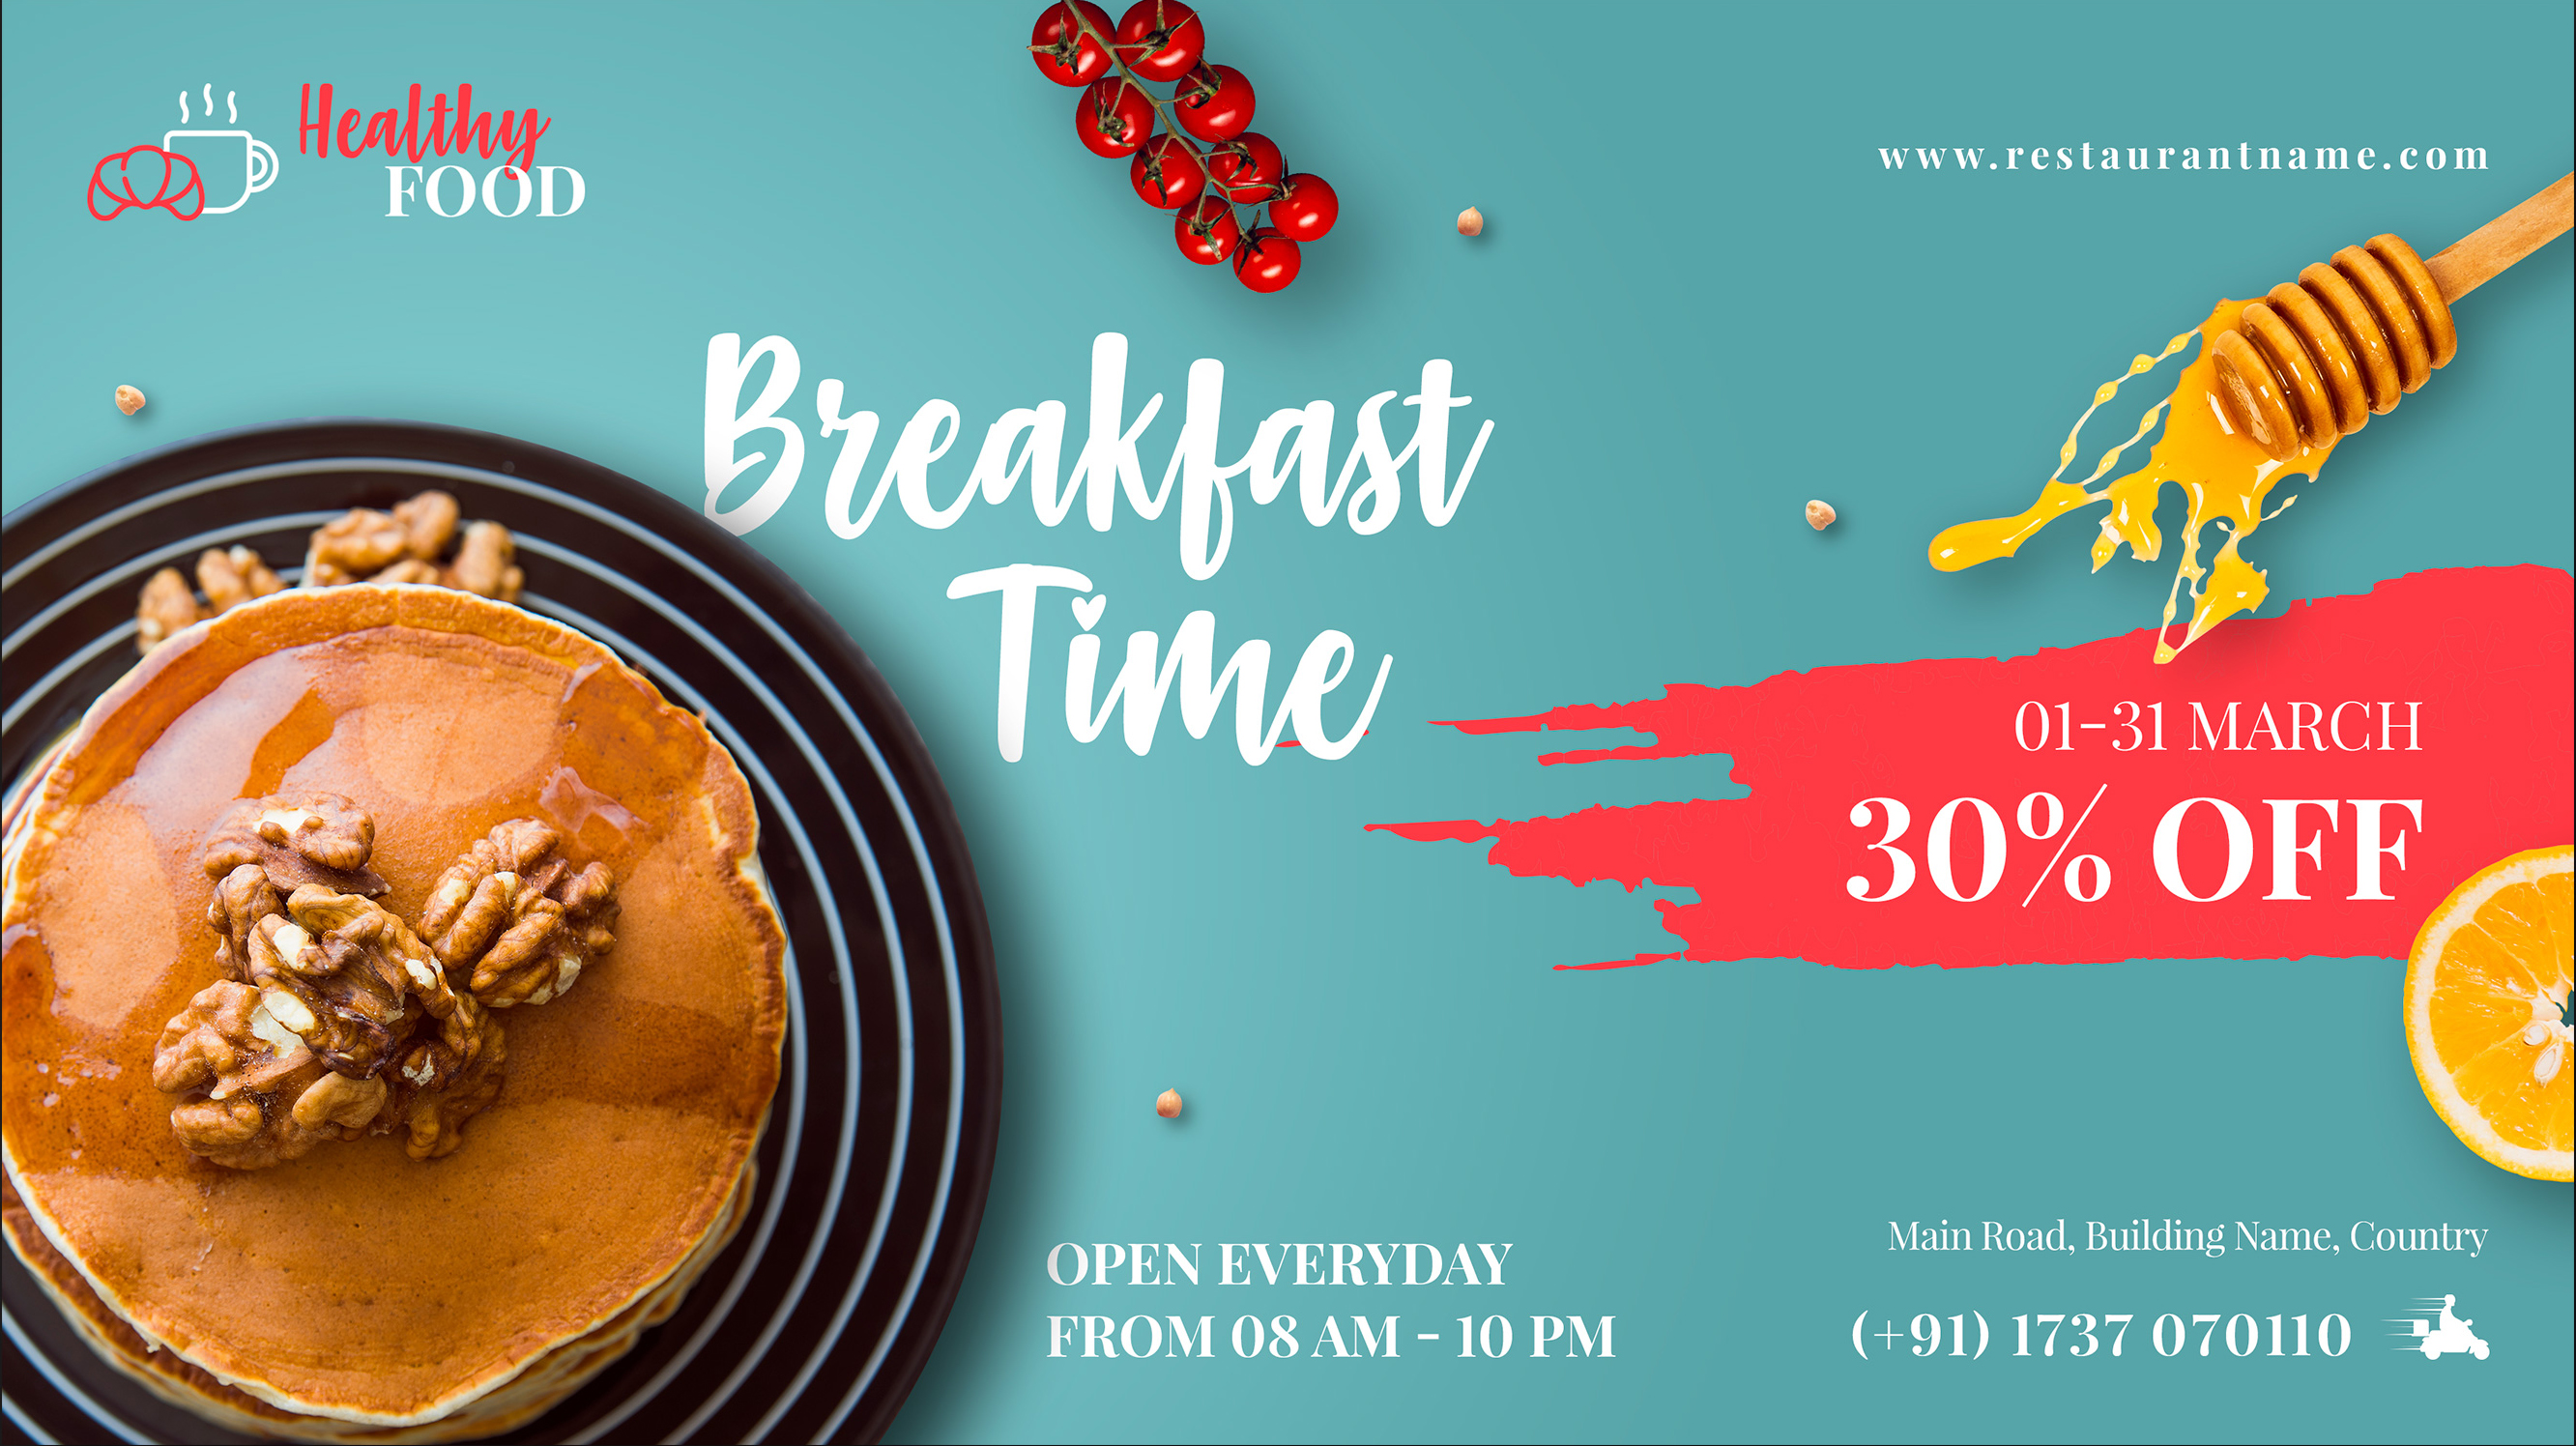 Healthy
FOOD
www.restaurantname.com
Breakfast
Time
01-31 MARCH
30% OFF
OPEN EVERYDAY
FROM 08 AM - 10 PM
Main Road, Building Name, Country
(+91) 1737 070110